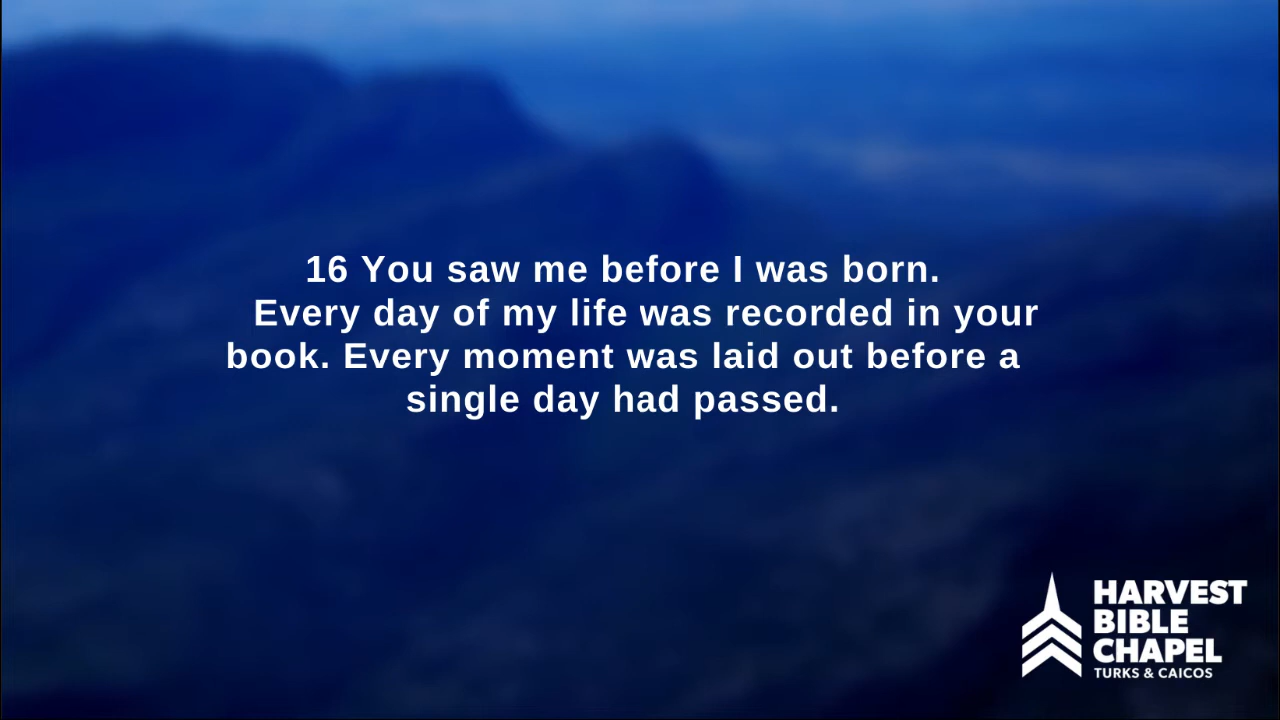 16 You saw me before I was born.
Every day of my life was recorded in your
book. Every moment was laid out before a
single day had passed.
HARVEST
BIBLE
CHAPEL
TURKS & CAICOS